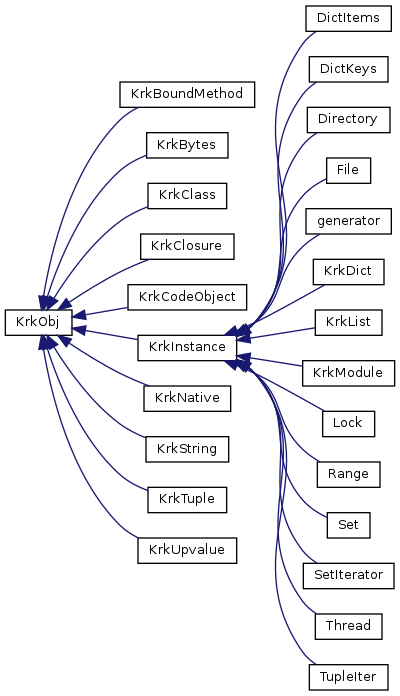 KrkObj
KrkBoundMethod
KrkBytes
KrkClass
KrkClosure
KrkCodeObject
KrkInstance
KrkNative
KrkString
KrkTuple
KrkUpvalue
DictItems
DictKeys
Directory
File
generator
KrkDict
KrkList
KrkModule
Lock
Range
Set
SetIterator
Thread
TupleIter